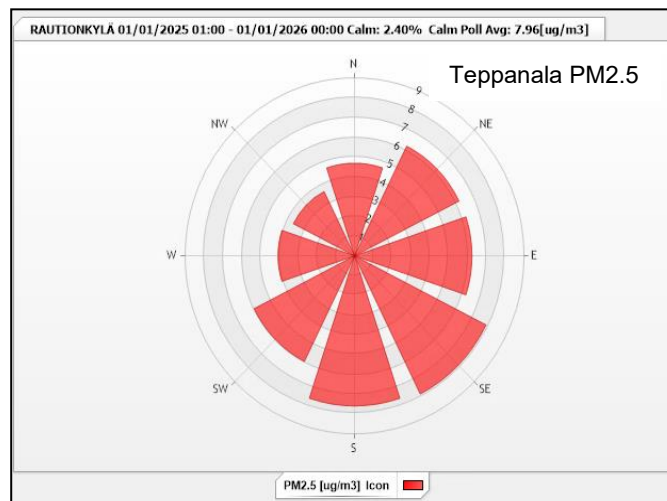 RAUTIONKYLÄ 01/01/2025 01:00 - 01/01/2026 00:00 Calm: 2.40% Calm Poll Avg: 7.96[ug/m3]
Teppanala PM2.5
N
9
8
7
6
5
4
3
2
1
NW
NE
W
E
SW
SE
S
PM2.5 [ug/m3] Icon